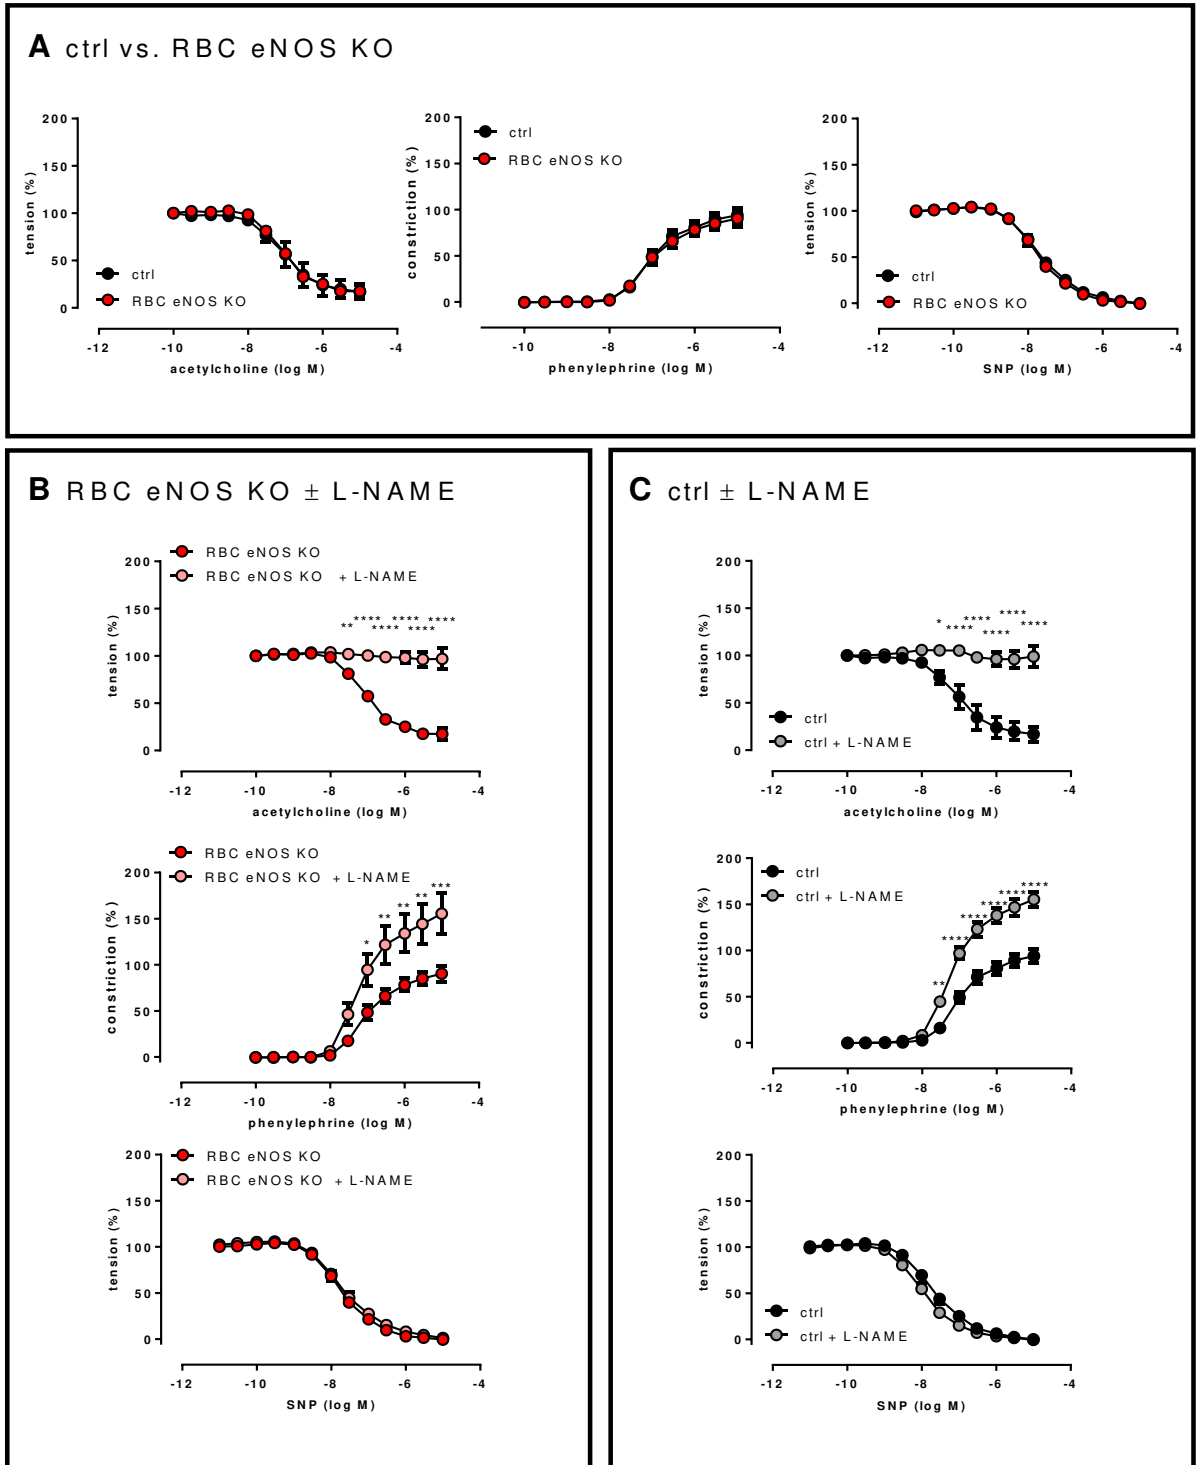 A ctrl vs. RBC eNOS KO
200
150
100
50
0
tension (%)
ctrl
RBC eNOS KO
-12 -10 -8 -6 -4
acetylcholine (log M)
200
150
100
50
0
constriction (%)
ctrl
RBC eNOS KO
-10 -8 -6 -4
phenylephrine (log M)
200
150
100
50
0
tension (%)
ctrl
RBC eNOS KO
-12 -10 -8 -6 -4
SNP (log M)
B RBC eNOS KO ± L-NAME
RBC eNOS KO
RBC eNOS KO + L-NAME
200
150
100
50
0
tension (%)
** **** **** **** **** ****
-12 -10 -8 -6 -4
acetylcholine (log M)
RBC eNOS KO
RBC eNOS KO + L-NAME
200
150
100
50
0
constriction (%)
* ** ** ** ***
-12 -10 -8 -6 -4
phenylephrine (log M)
RBC eNOS KO
RBC eNOS KO + L-NAME
200
150
100
50
0
tension (%)
-12 -10 -8 -6 -4
SNP (log M)
C ctrl ± L-NAME
200
150
100
50
0
tension (%)
* **** **** **** **** ****
ctrl
ctrl + L-NAME
-12 -10 -8 -6 -4
acetylcholine (log M)
200
150
100
50
0
constriction (%)
ctrl
ctrl + L-NAME
** **** **** **** **** ****
-12 -10 -8 -6 -4
phenylephrine (log M)
200
150
100
50
0
tension (%)
ctrl
ctrl + L-NAME
-12 -10 -8 -6 -4
SNP (log M)